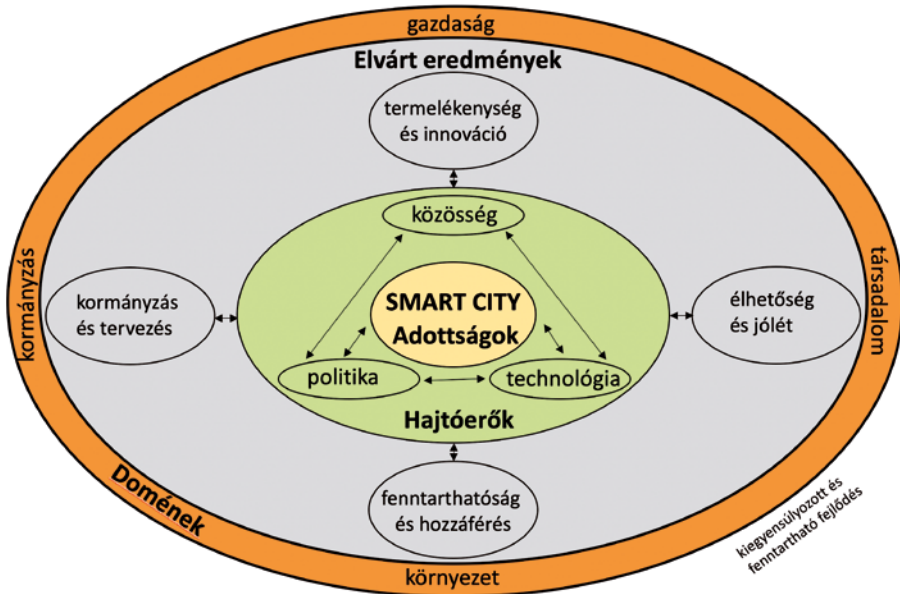 gazdaság
Elvárt eredmények
termelékenység
és innováció
közösség
kormányzás
társadalom
kormányzás
és tervezés
SMART CITY
Adottságok
élhetőség
és jólét
politika
technológia
Hajtóerők
Domének
fenntarthatóság
és hozzáférés
kiegyensúlyozott és
fenntartható fejlődés
környezet